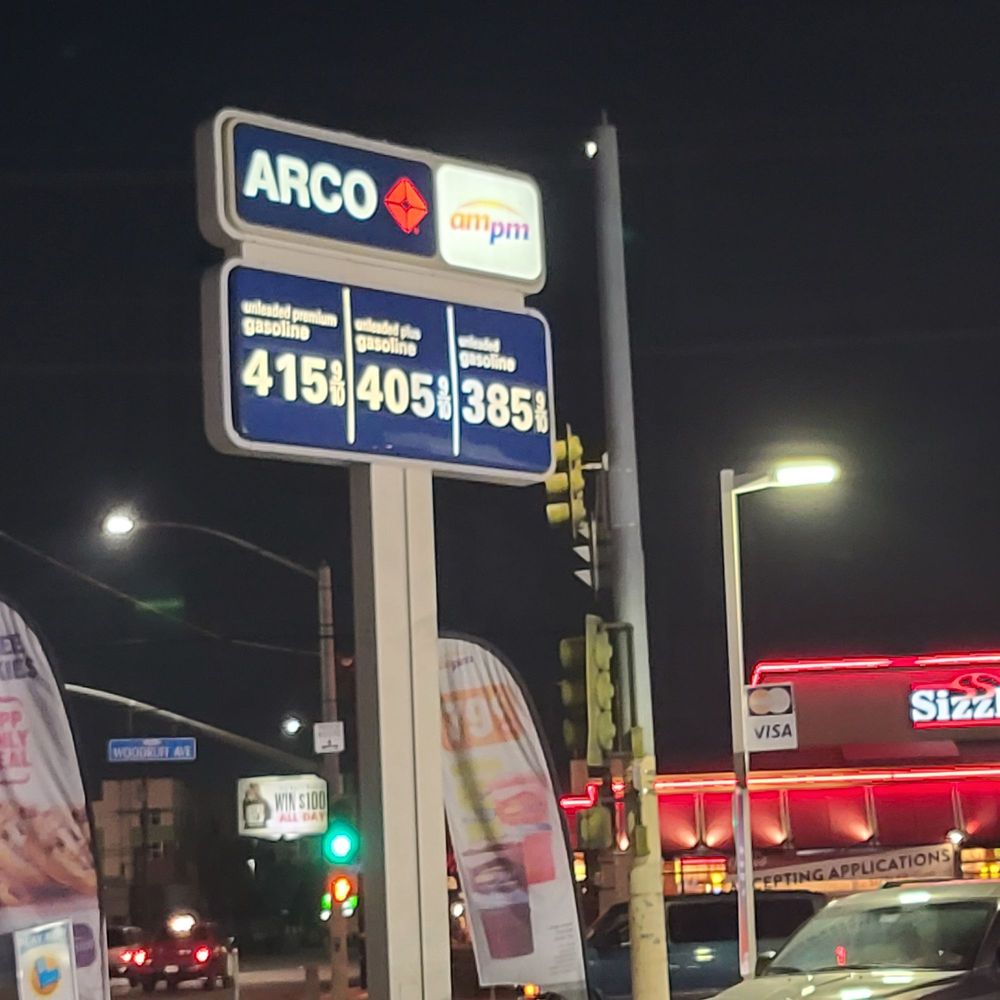 ARCO
ampm
unleaded premium
gasoline
415 9/10
unleaded plus
gasoline
405 9/10
unleaded
gasoline
385 9/10
WOODRUFF AVE
WIN $100
ALL DAY
VISA
Sizzl
CEPTING APPLICATIONS